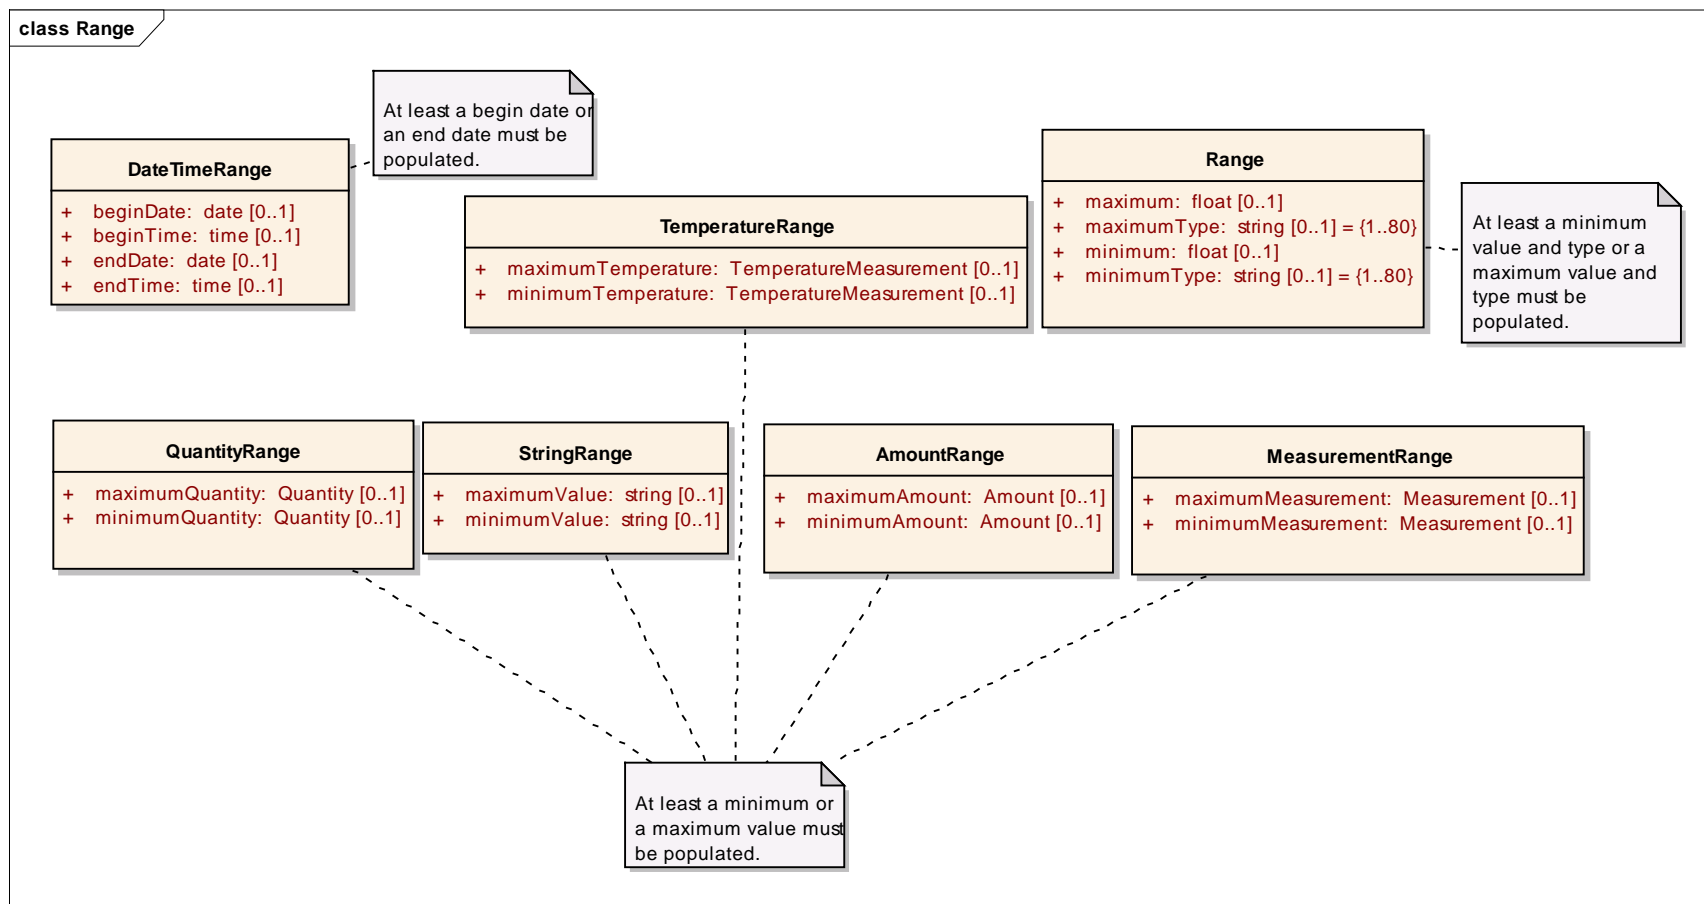 class Range
At least a begin date or
an end date must be
populated.
DateTimeRange
+ beginDate: date [0..1]
+ beginTime: time [0..1]
+ endDate: date [0..1]
+ endTime: time [0..1]
TemperatureRange
+ maximumTemperature: TemperatureMeasurement [0..1]
+ minimumTemperature: TemperatureMeasurement [0..1]
Range
+ maximum: float [0..1]
+ maximumType: string [0..1] = {1..80}
+ minimum: float [0..1]
+ minimumType: string [0..1] = {1..80}
At least a minimum
value and type or a
maximum value and
type must be
populated.
QuantityRange
+ maximumQuantity: Quantity [0..1]
+ minimumQuantity: Quantity [0..1]
StringRange
+ maximumValue: string [0..1]
+ minimumValue: string [0..1]
AmountRange
+ maximumAmount: Amount [0..1]
+ minimumAmount: Amount [0..1]
MeasurementRange
+ maximumMeasurement: Measurement [0..1]
+ minimumMeasurement: Measurement [0..1]
At least a minimum or
a maximum value must
be populated.